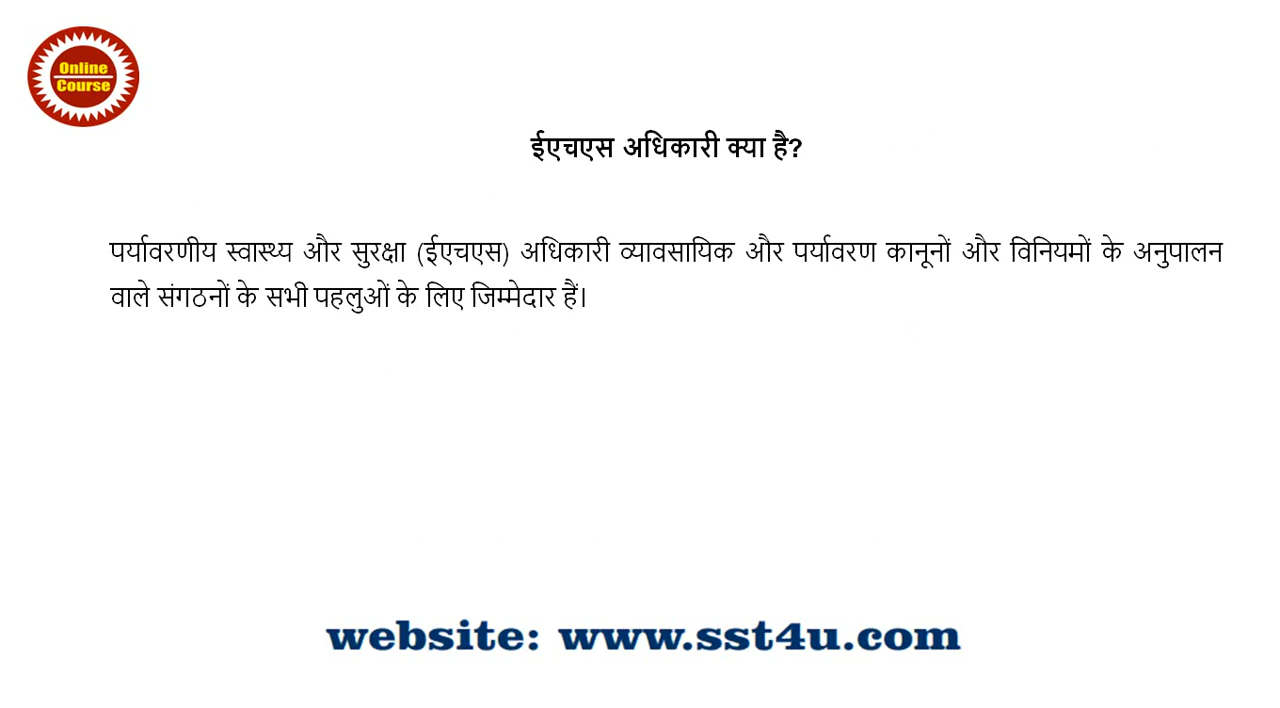 Online
Course
ईएचएस अधिकारी क्या है?
पर्यावरणीय स्वास्थ्य और सुरक्षा (ईएचएस) अधिकारी व्यावसायिक और पर्यावरण कानूनों और विनियमों के अनुपालन
वाले संगठनों के सभी पहलुओं के लिए जिम्मेदार हैं।
website: www.sst4u.com